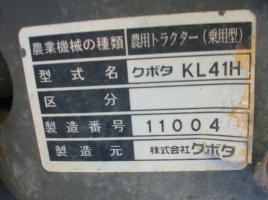 農業機械の種類 農用トラクター(乗用型)
型式名 クボタ KL41H
区分
製造番号 11004
製造元 株式会社クボタ